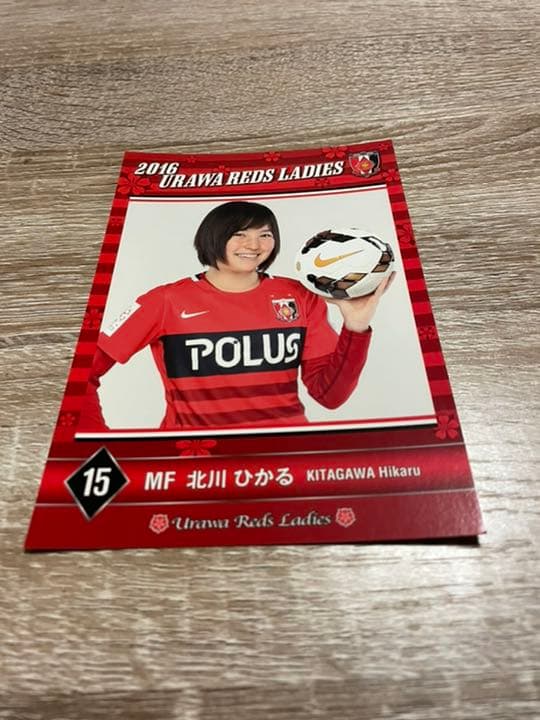 2016
URAWA REDS LADIES
POLUS
15
MF 北川 ひかる KITAGAWA Hikaru
Urawa Reds Ladies